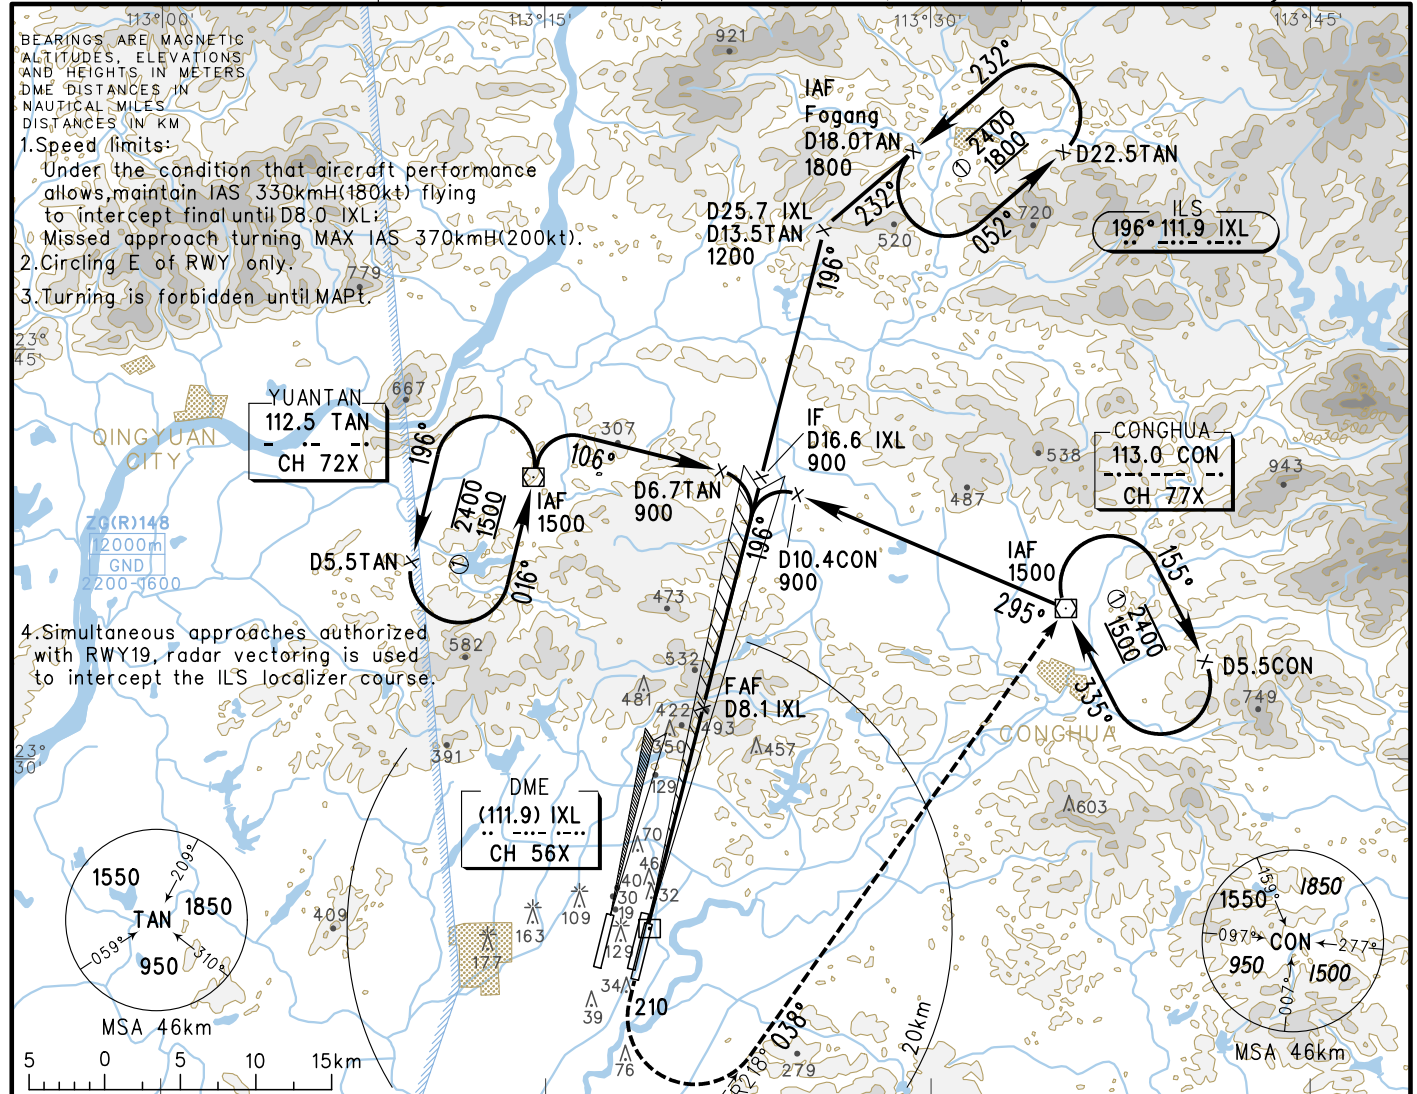 113°00'
113°15'
113°30'
113°45'
BEARINGS ARE MAGNETIC
ALTITUDES, ELEVATIONS
AND HEIGHTS IN METERS
DME DISTANCES IN
NAUTICAL MILES
DISTANCES IN KM
1.Speed limits:
Under the condition that aircraft performance
allows,maintain IAS 330kmH(180kt) flying
to intercept final until D8.0 IXL;
Missed approach turning MAX IAS 370kmH(200kt).
2.Circling E of RWY only.
3.Turning is forbidden until MAPt.
779
921
232°
IAF
Fogang
D18.0TAN
1800
2400
1800
D22.5TAN
232°
052°
720
520
D25.7 IXL
D13.5TAN
1200
196°
ILS
196° 111.9 IXL
23°
45'
667
YUANTAN
112.5 TAN
CH 72X
QINGYUAN
CITY
196°
307
106°
IAF
1500
2400
1500
D6.7TAN
900
IF
D16.6 IXL
900
CONGHUA
113.0 CON
CH 77X
538
487
943
300
500
ZG(R)148
12000m
GND
2200-1600
D5.5TAN
016°
196°
D10.4CON
900
IAF
1500
295°
155°
2400
1500
D5.5CON
335°
749
473
582
532
4.Simultaneous approaches authorized
with RWY19, radar vectoring is used
to intercept the ILS localizer course.
481
FAF
D8.1 IXL
422
493
350
457
CONGHUA
391
23°
30'
129
603
DME
(111.9) IXL
CH 56X
70
46
40
32
30
19
109
163
129
177
409
1550
209°
1850
TAN
059°
310°
950
MSA 46km
1550
159°
1850
097°
CON
277°
950
1500
007°
MSA 46km
34
39
210
76
038°
R218°
279
20km
5 0 5 10 15km